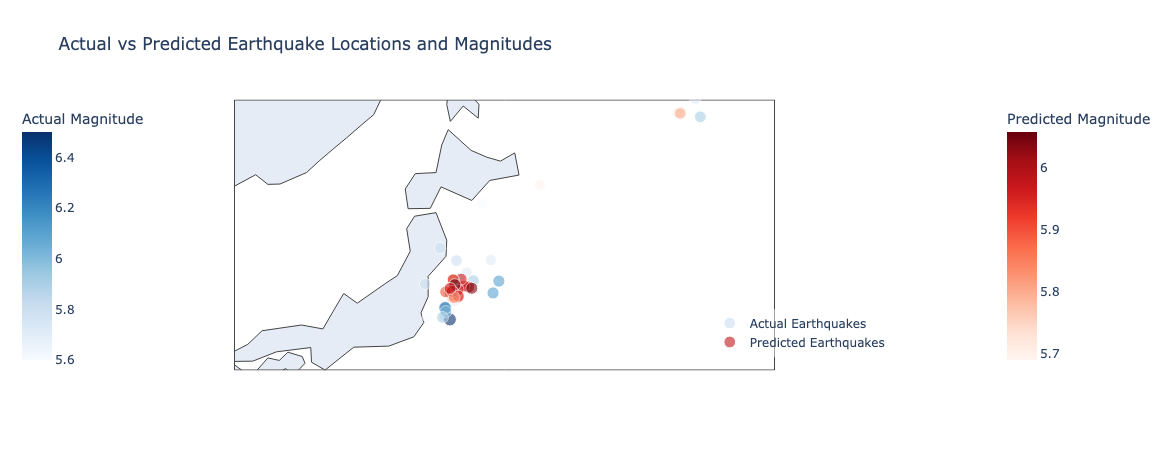 Actual vs Predicted Earthquake Locations and Magnitudes
Actual Magnitude
6.4
6.2
6
5.8
5.6
Predicted Magnitude
6
5.9
5.8
5.7
Actual Earthquakes
Predicted Earthquakes